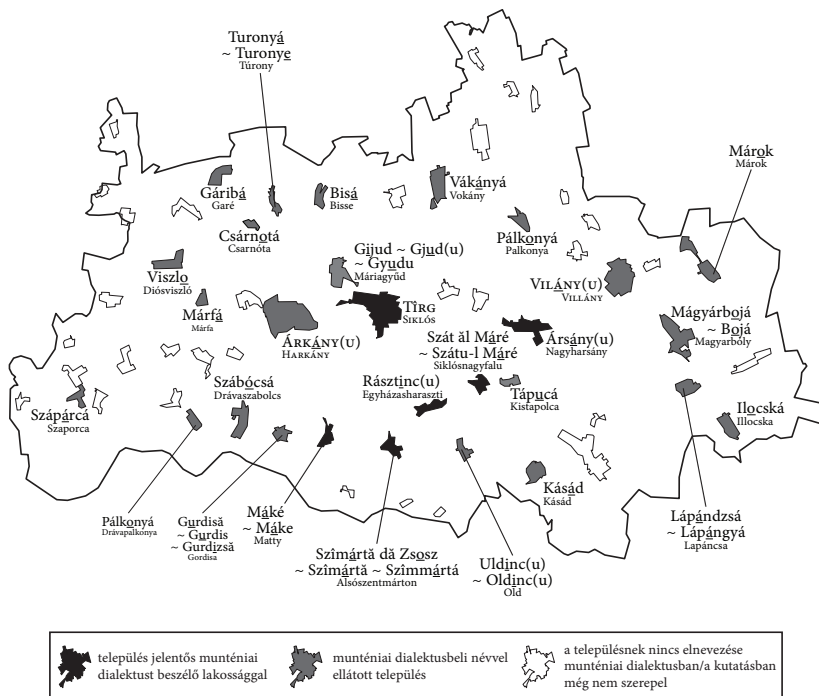 Turonyá
~ Turonye
Túrony
Márok
Márok
Gáribá
Garé
Bisá
Bisse
Vákányá
Vokány
Csárnotá
Csarnóta
Pálkonyá
Palkonya
Gijud ~ Gjud(u)
~ Gyudu
Máriagyűd
Viszlo
Diósviszló
VILÁNY(U)
VILLÁNY
Márfá
Márfa
TÎRG
SIKLÓS
Mágyárbojá
~ Bojá
Magyarbóly
ÁRKÁNY(U)
HARKÁNY
Szát ăl Máré
~ Szátu-l Máré
Siklósnagyfalu
Ársány(u)
Nagyharsány
Szábócsá
Drávaszabolcs
Rásztinc(u)
Egyházasharaszti
Tápucá
Kistapolca
Szápárcá
Szaporca
Ilocská
Illocska
Kásád
Kásád
Pálkonyá
Drávapalkonya
Gurdisă
~ Gurdis
~ Gurdizsă
Gordisa
Máké
~ Máke
Matty
Szîmártă dă Zsosz
~ Szîmártă ~ Szîmmártá
Alsószentmárton
Uldinc(u)
~ Oldinc(u)
Old
Lápándzsá
~ Lápángyá
Lapáncsa
település jelentős munténiai
dialektust beszélő lakossággal
munténiai dialektusbeli névvel
ellátott település
a településnek nincs elnevezése
munténiai dialektusban/a kutatásban
még nem szerepel